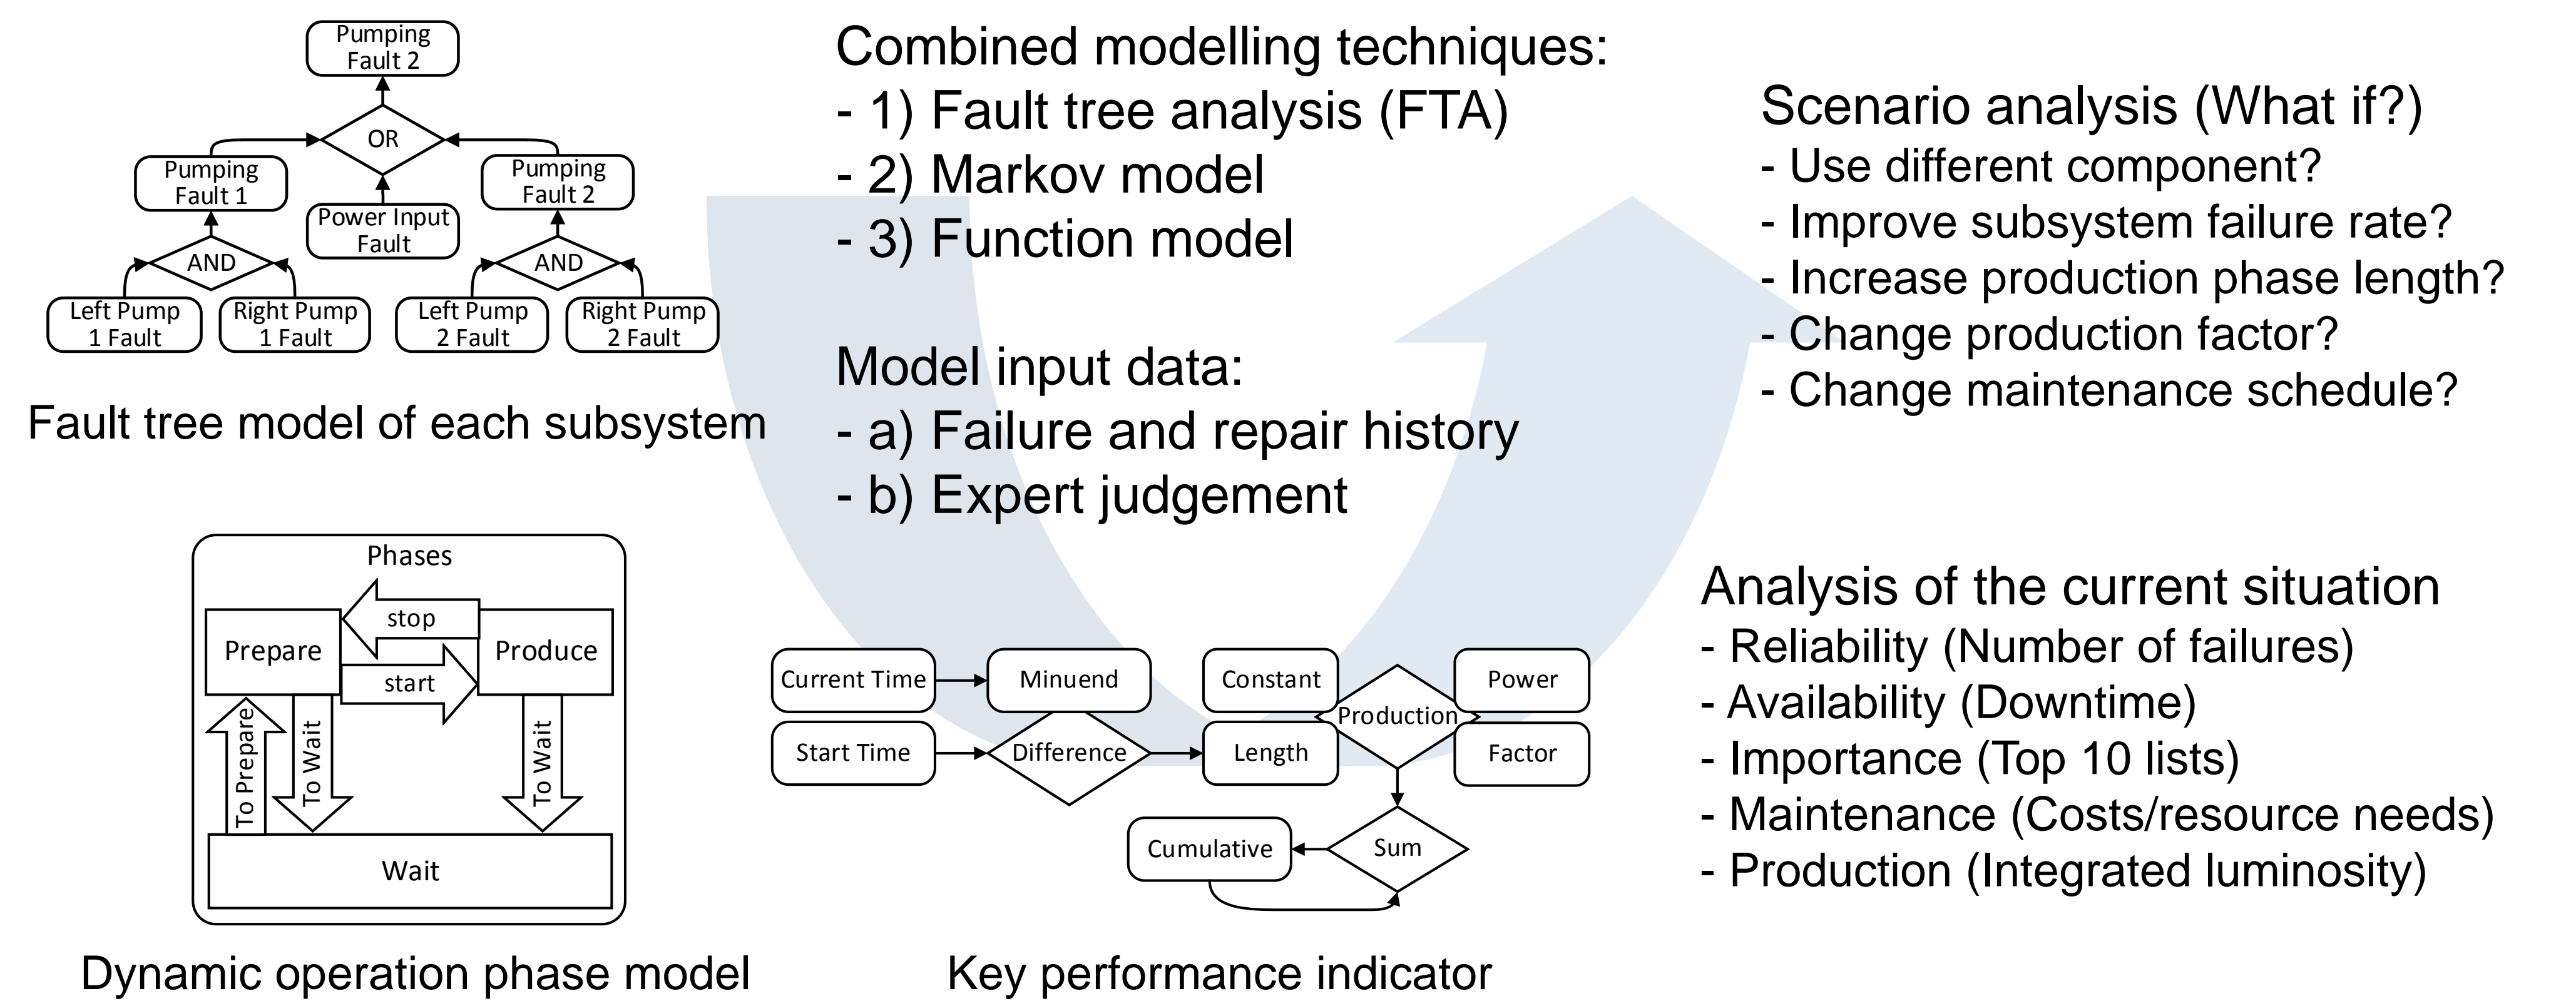 Pumping
Fault 2
OR
Pumping
Fault 1
Pumping
Fault 2
Power Input
Fault
AND
AND
Left Pump
1 Fault
Right Pump
1 Fault
Left Pump
2 Fault
Right Pump
2 Fault
Fault tree model of each subsystem
Combined modelling techniques:
- 1) Fault tree analysis (FTA)
- 2) Markov model
- 3) Function model
Model input data:
- a) Failure and repair history
- b) Expert judgement
Scenario analysis (What if?)
- Use different component?
- Improve subsystem failure rate?
- Increase production phase length?
- Change production factor?
- Change maintenance schedule?
Phases
stop
Prepare
Produce
start
To Prepare
To Wait
To Wait
Wait
Dynamic operation phase model
Current Time
Minuend
Constant
Power
Production
Start Time
Difference
Length
Factor
Cumulative
Sum
Key performance indicator
Analysis of the current situation
- Reliability (Number of failures)
- Availability (Downtime)
- Importance (Top 10 lists)
- Maintenance (Costs/resource needs)
- Production (Integrated luminosity)